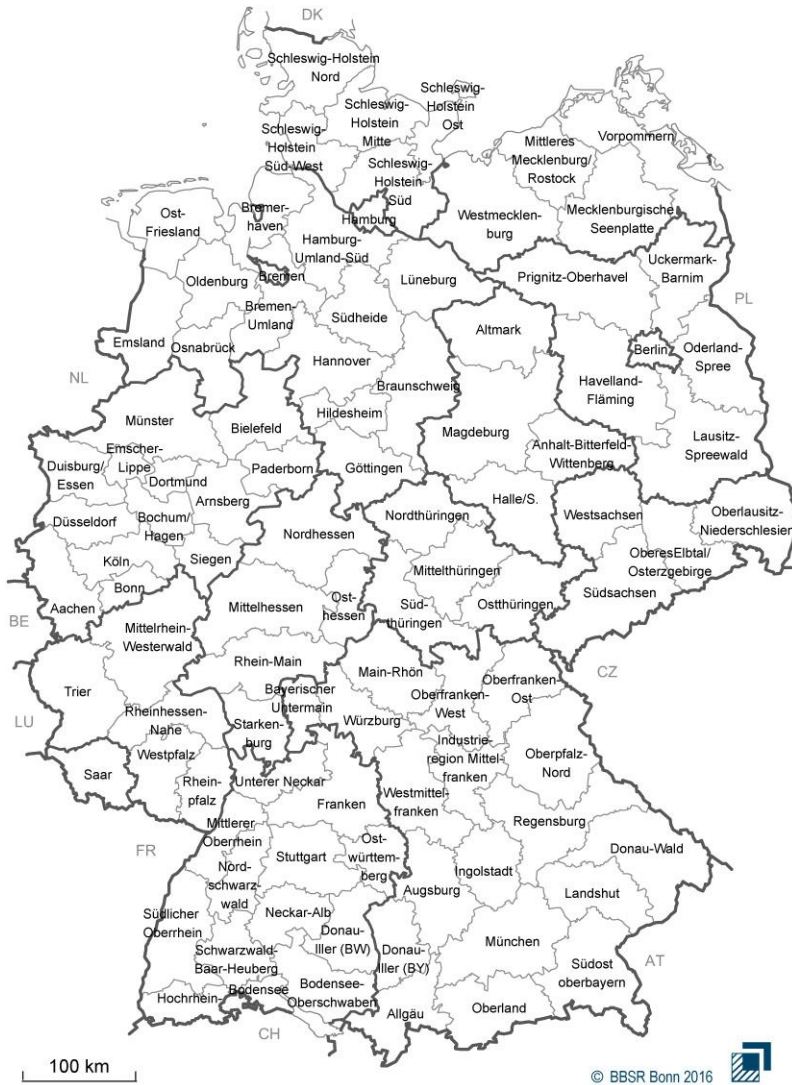 DK
Schleswig-Holstein
Nord
Schleswig-
Holstein
Ost
Schleswig-
Holstein
Mitte
Schleswig-
Holstein
Süd-West
Schleswig-
Holstein
Süd
Hamburg
Vorpommern
Mittleres
Mecklenburg/
Rostock
Westmecklen-
burg
Mecklenburgische
Seenplatte
Ost-
Friesland
Bremer-
haven
Hamburg-
Umland-Süd
Lüneburg
Oldenburg
Bremen
Bremen-
Umland
Südheide
Emsland
Osnabrück
Hannover
Braunschweig
Hildesheim
Göttingen
Prignitz-Oberhavel
Uckermark-
Barnim
PL
Altmark
Berlin
Oderland-
Spree
Havelland-
Fläming
Lausitz-
Spreewald
Magdeburg
Anhalt-Bitterfeld-
Wittenberg
Halle/S.
NL
Münster
Bielefeld
Emscher-
Lippe
Duisburg/
Essen
Dortmund
Paderborn
Arnsberg
Düsseldorf
Bochum/
Hagen
Köln
Siegen
Bonn
Aachen
BE
Nordhessen
Mittelhessen
Ost-
hessen
Rhein-Main
Starken-
burg
Nordthüringen
Mittelthüringen
Süd-
thüringen
Ostthüringen
Westsachsen
Oberlausitz-
Niederschlesien
OberesElbtal/
Osterzgebirge
Südsachsen
CZ
Mittelrhein-
Westerwald
Trier
LU
Rheinhessen-
Nahe
Westpfalz
Rhein-
pfalz
Saar
FR
Main-Rhön
Oberfranken-
West
Oberfranken-
Ost
Bayerischer
Untermain
Würzburg
Industrie-
region Mittel-
franken
Oberpfalz-
Nord
Westmittel-
franken
Regensburg
Donau-Wald
Ingolstadt
Augsburg
Landshut
München
Südost
oberbayern
AT
Donau-
Iller (BY)
Allgäu
Oberland
Unterer Neckar
Franken
Mittlerer
Oberrhein
Stuttgart
Ost-
württem-
berg
Nord-
schwarz-
wald
Neckar-Alb
Donau-
Iller (BW)
Südlicher
Oberrhein
Schwarzwald-
Baar-Heuberg
Hochrhein-
Bodensee
Bodensee-
Oberschwaben
CH
100 km
© BBSR Bonn 2016